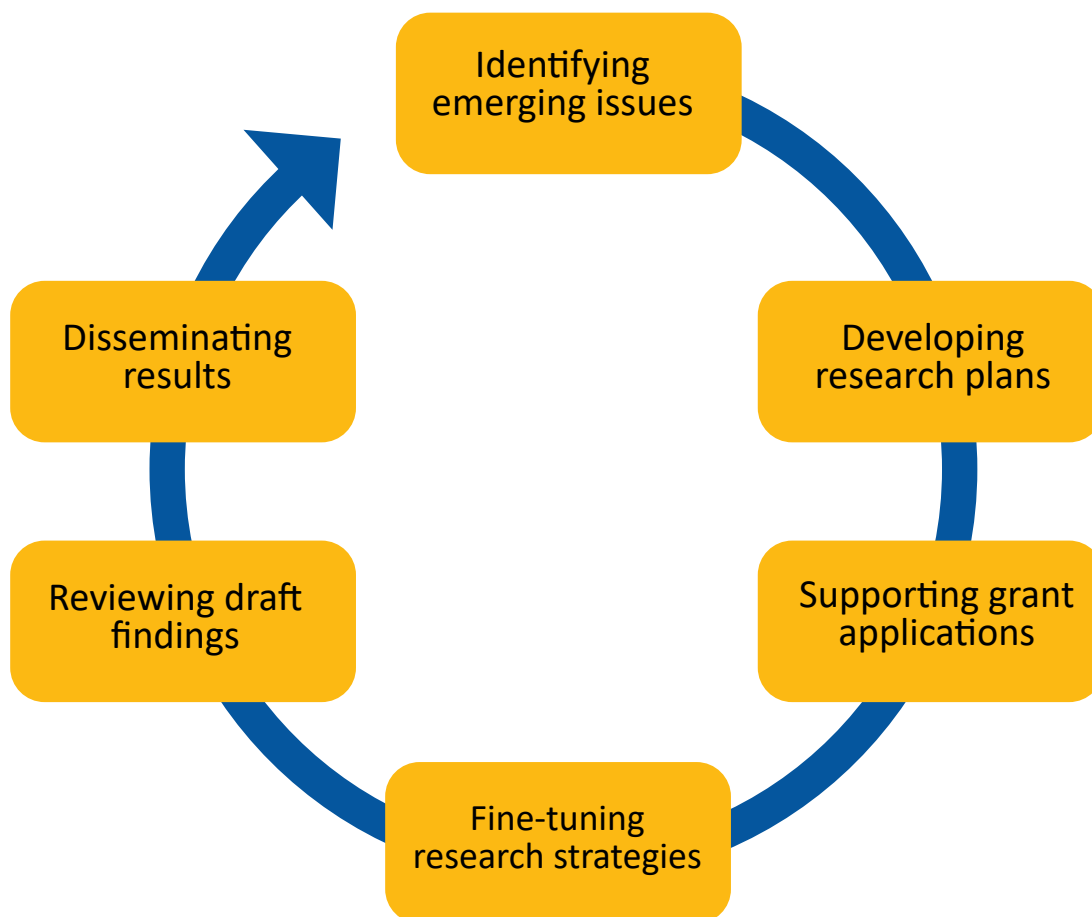 Identifying
emerging issues
Developing
research plans
Supporting grant
applications
Fine-tuning
research strategies
Reviewing draft
findings
Disseminating
results